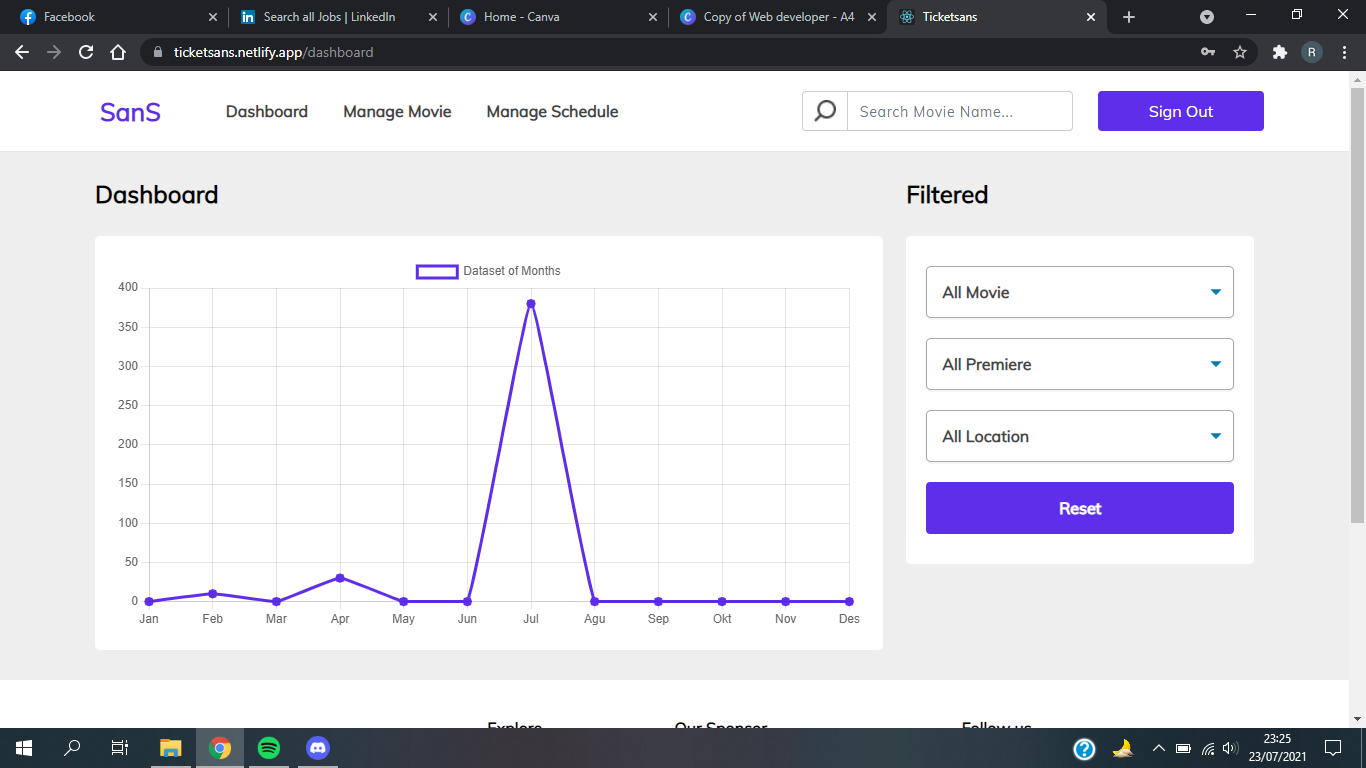 Facebook
Search all Jobs | LinkedIn
Home - Canva
Copy of Web developer - A4
Ticketsans
ticketsans.netlify.app/dashboard
R
SanS
Dashboard
Manage Movie
Manage Schedule
Search Movie Name...
Sign Out
Dashboard
Filtered
Dataset of Months
400
350
300
250
200
150
100
50
0
Jan Feb Mar Apr May Jun Jul Agu Sep Okt Nov Des
All Movie
All Premiere
All Location
Reset
Explore
Our Sponsor
Follow us
23:25
23/07/2021